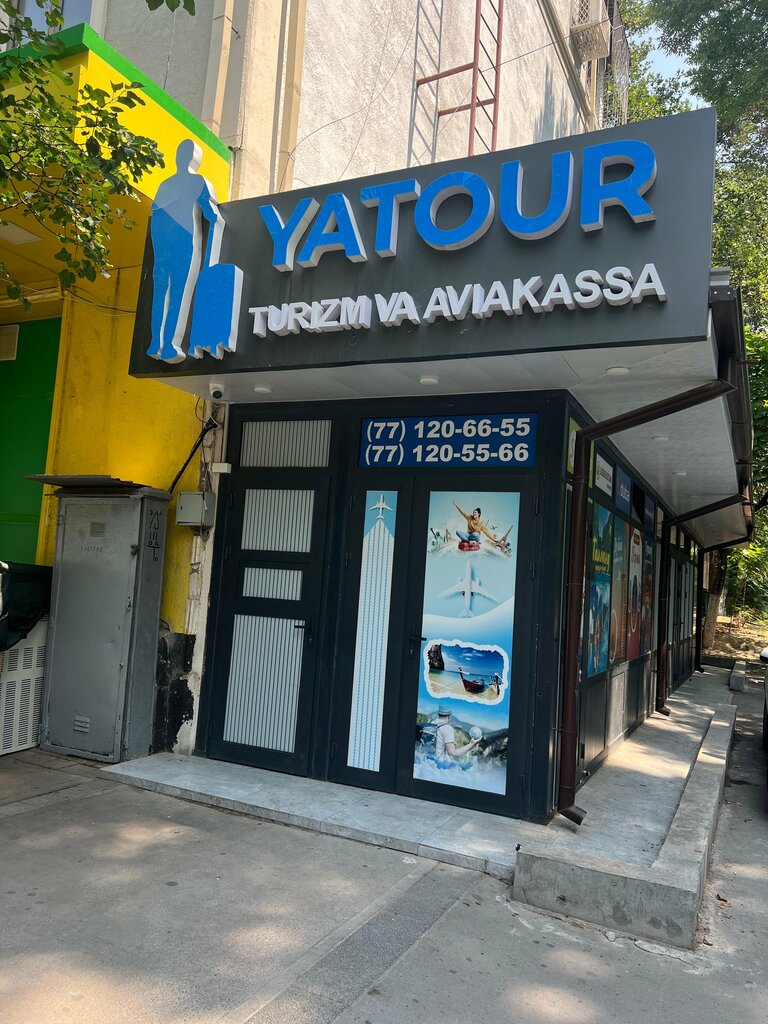 YATOUR
TURIZM VA AVIAKASSA
(77) 120-66-55
(77) 120-55-66